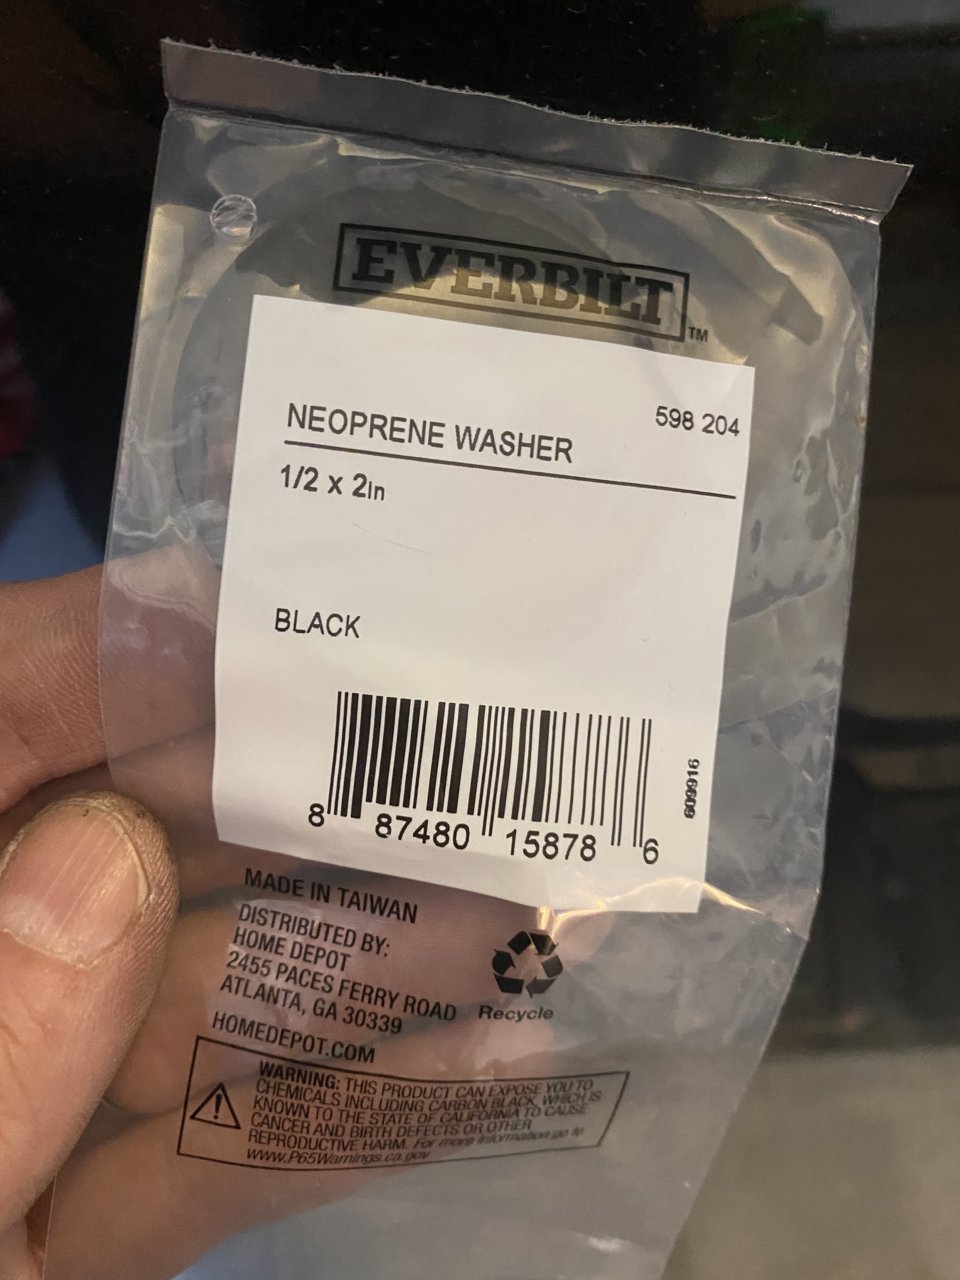 EVERBILT™
NEOPRENE WASHER
598 204
1/2 x 2In
BLACK
8 87480 15878 6
609916
MADE IN TAIWAN
DISTRIBUTED BY:
HOME DEPOT
2455 PACES FERRY ROAD
ATLANTA, GA 30339
HOMEDEPOT.COM
Recycle
WARNING: THIS PRODUCT CAN EXPOSE YOU TO
CHEMICALS INCLUDING CARBON BLACK, WHICH IS
KNOWN TO THE STATE OF CALIFORNIA TO CAUSE
CANCER AND BIRTH DEFECTS OR OTHER
REPRODUCTIVE HARM. For more information go to
www.P65Warnings.ca.gov